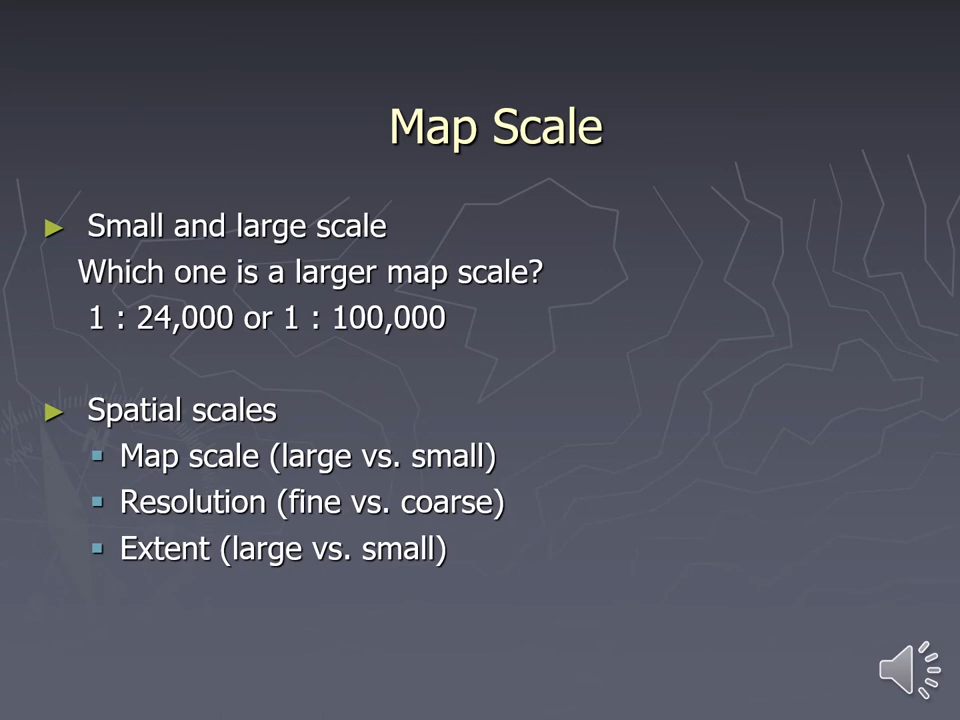 Map Scale
► Small and large scale
Which one is a larger map scale?
1 : 24,000 or 1 : 100,000
► Spatial scales
▪ Map scale (large vs. small)
▪ Resolution (fine vs. coarse)
▪ Extent (large vs. small)